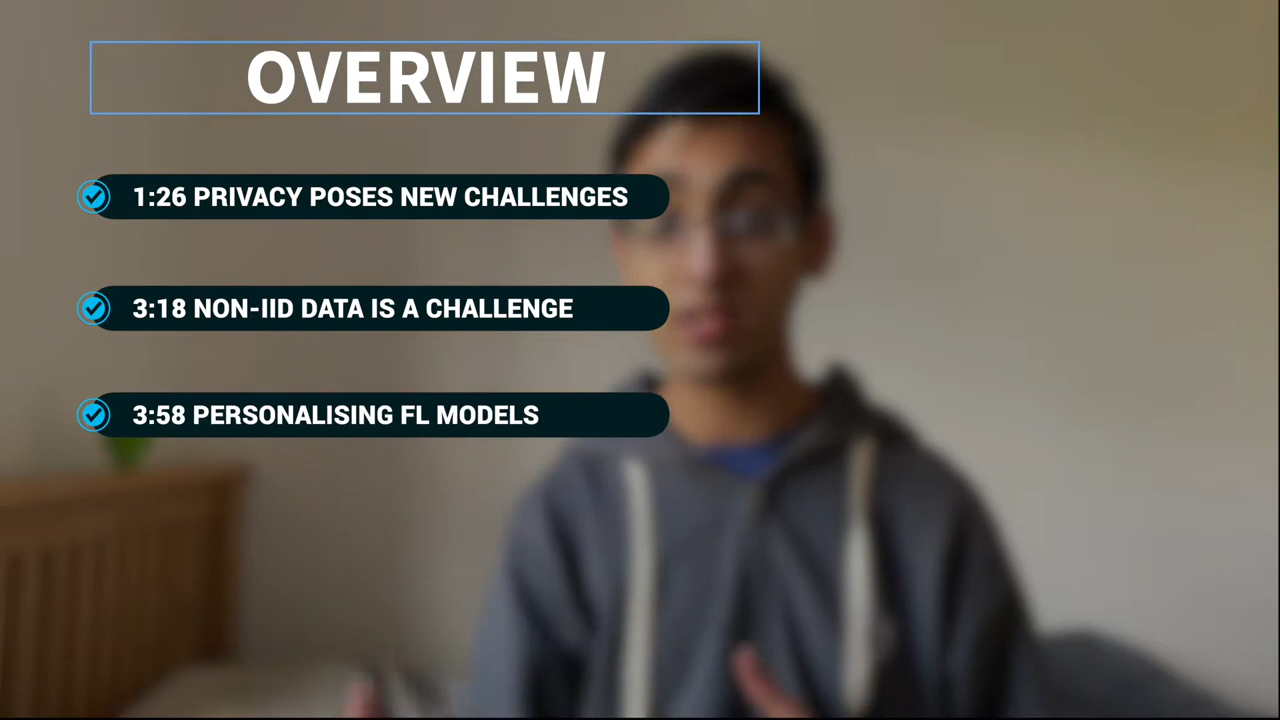 OVERVIEW
1:26 PRIVACY POSES NEW CHALLENGES
3:18 NON-IID DATA IS A CHALLENGE
3:58 PERSONALISING FL MODELS